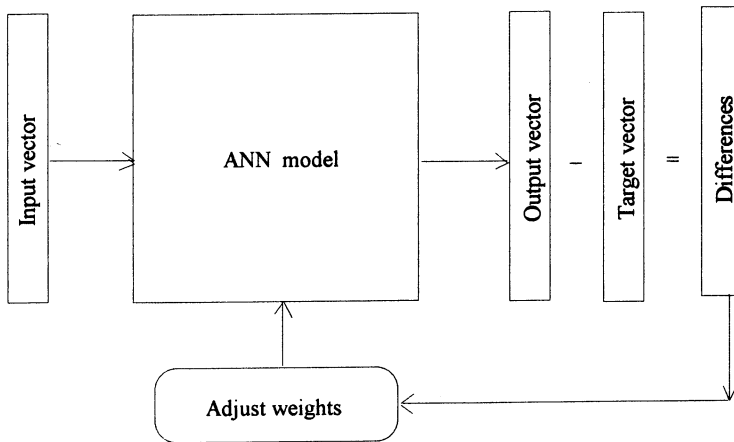 Input vector
ANN model
Output vector
–
Target vector
=
Differences
Adjust weights